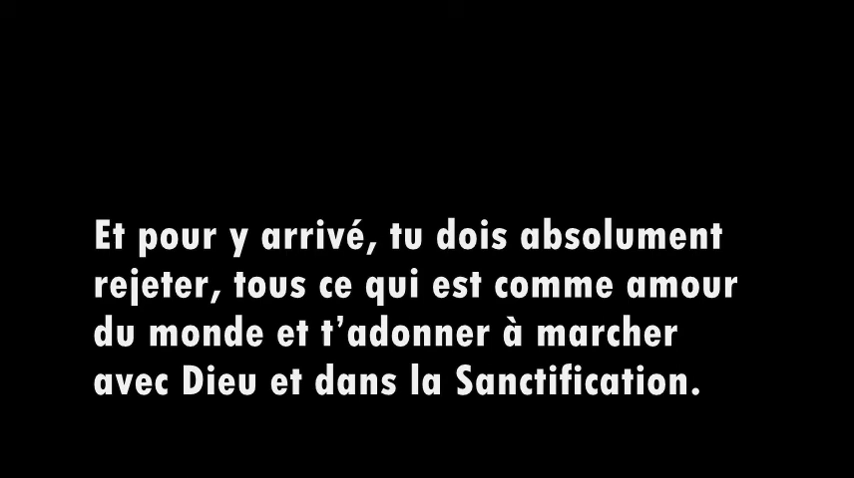 Et pour y arrivé, tu dois absolument
rejeter, tous ce qui est comme amour
du monde et t’adonner à marcher
avec Dieu et dans la Sanctification.